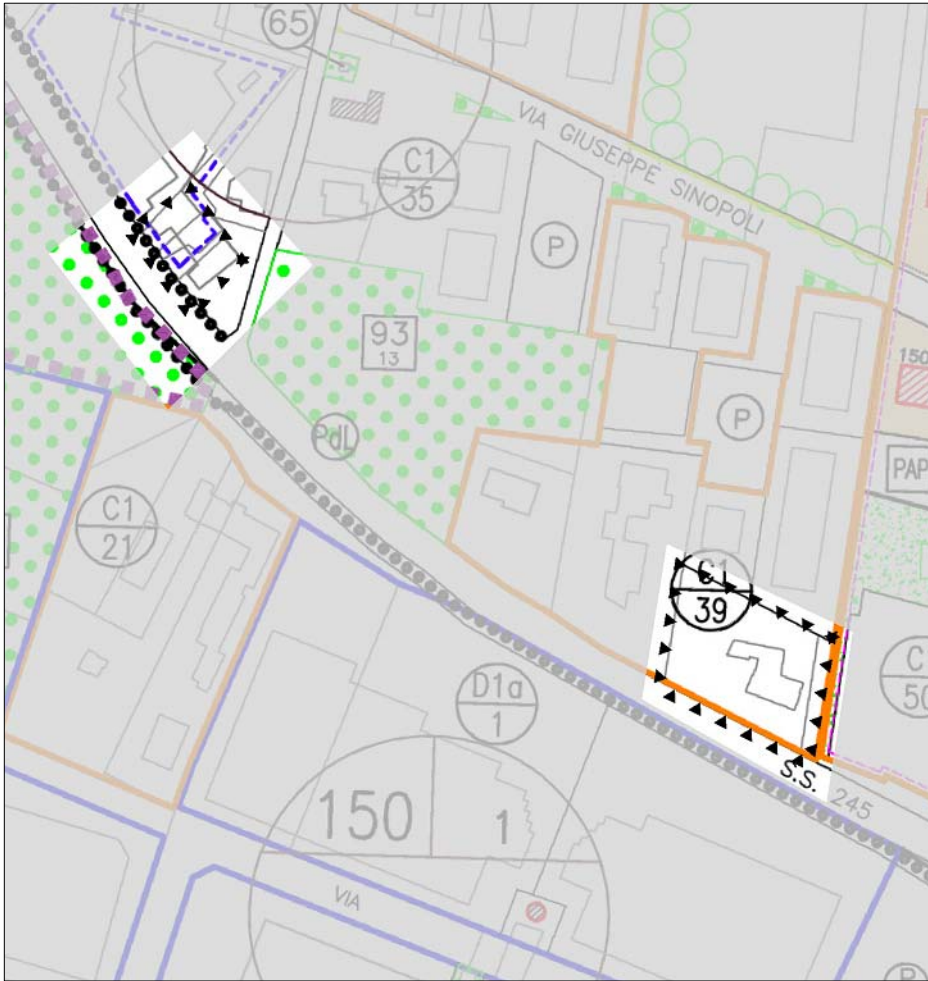 65
VIA GIUSEPPE SINOPOLI
C1
35
P
93
13
150
P
PdL
PAP
C1
21
C1
39
C
50
D1a
1
S.S. 245
150
1
VIA
P